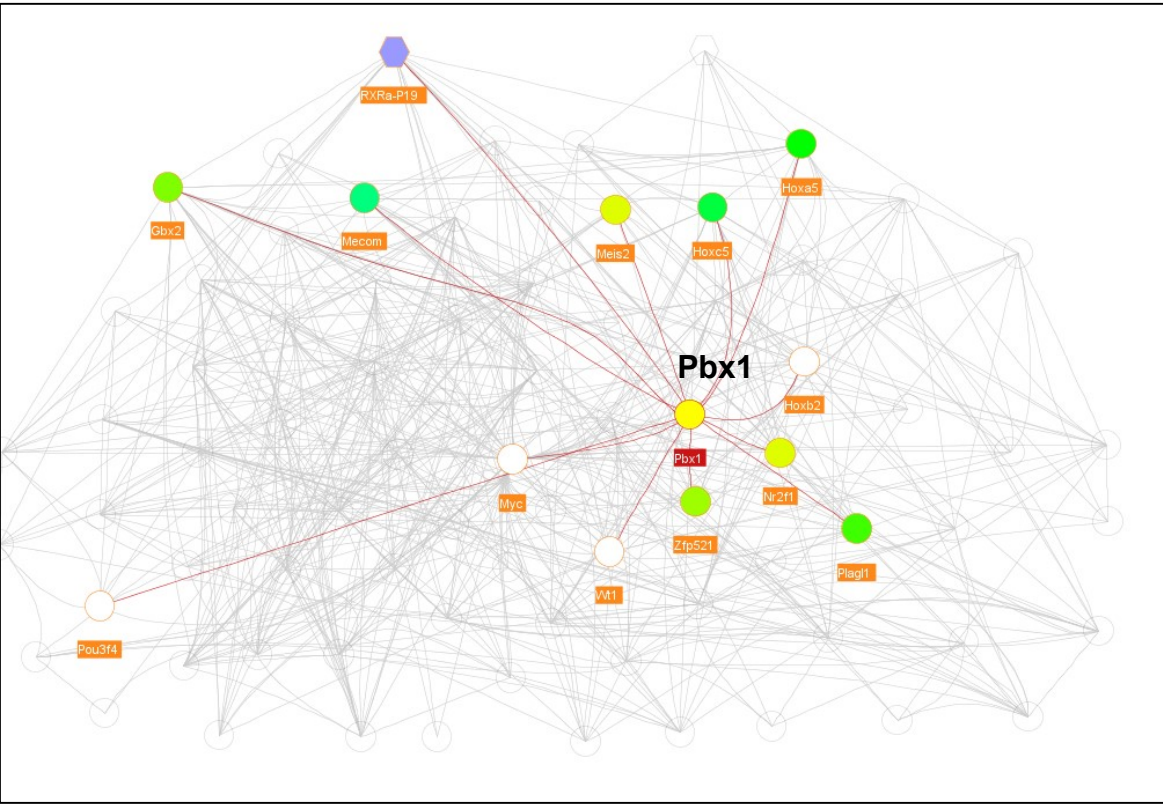 RXRa-P19
Hoxa5
Gbx2
Mecom
Meis2
Hoxc5
Pbx1
Hoxb2
Pbx1
Nr2f1
Myc
Zfp521
Plagl1
Wt1
Pou3f4